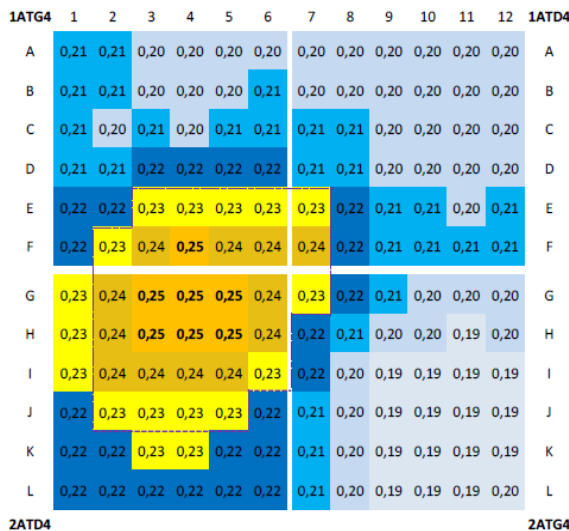 1ATG4 1 2 3 4 5 6 7 8 9 10 11 12 1ATD4
A 0,21 0,21 0,20 0,20 0,20 0,20 0,20 0,20 0,20 0,20 0,20 0,20 A
B 0,21 0,21 0,20 0,20 0,20 0,21 0,20 0,20 0,20 0,20 0,20 0,20 B
C 0,21 0,20 0,21 0,20 0,21 0,21 0,21 0,21 0,20 0,20 0,20 0,20 C
D 0,21 0,21 0,22 0,22 0,22 0,22 0,21 0,21 0,20 0,20 0,20 0,20 D
E 0,22 0,22 0,23 0,23 0,23 0,23 0,23 0,22 0,21 0,21 0,20 0,21 E
F 0,22 0,23 0,24 0,25 0,24 0,24 0,24 0,22 0,21 0,21 0,21 0,21 F
G 0,23 0,24 0,25 0,25 0,25 0,24 0,23 0,22 0,21 0,20 0,20 0,20 G
H 0,23 0,24 0,25 0,25 0,25 0,24 0,22 0,21 0,20 0,20 0,19 0,20 H
I 0,23 0,24 0,24 0,24 0,24 0,23 0,22 0,20 0,19 0,19 0,19 0,19 I
J 0,22 0,23 0,23 0,23 0,23 0,22 0,21 0,20 0,19 0,19 0,19 0,19 J
K 0,22 0,22 0,23 0,23 0,22 0,22 0,21 0,20 0,19 0,19 0,19 0,19 K
L 0,22 0,22 0,22 0,22 0,22 0,22 0,21 0,20 0,19 0,19 0,20 0,20 L
2ATD4 2ATG4